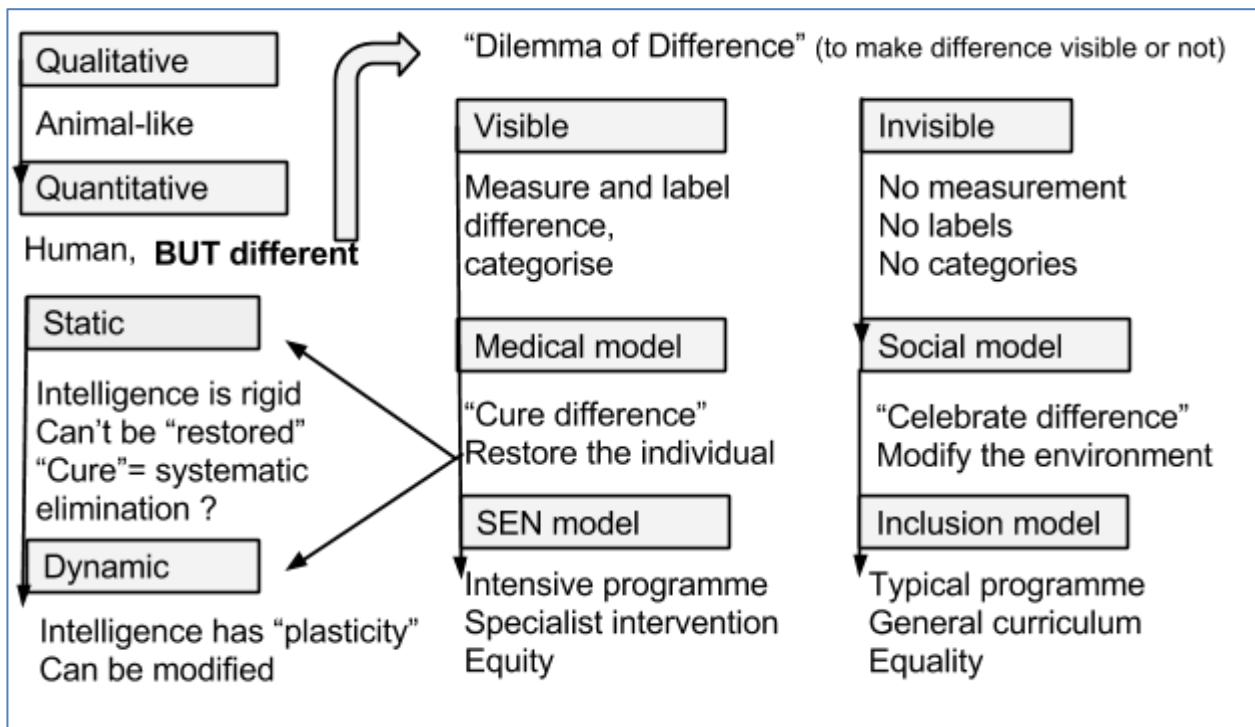 Qualitative
Animal-like
Quantitative
Human, BUT different
Static
Intelligence is rigid
Can't be “restored”
“Cure”= systematic
elimination ?
Dynamic
Intelligence has “plasticity”
Can be modified
“Dilemma of Difference” (to make difference visible or not)
Visible
Measure and label
difference,
categorise
Medical model
“Cure difference”
Restore the individual
SEN model
Intensive programme
Specialist intervention
Equity
Invisible
No measurement
No labels
No categories
Social model
“Celebrate difference”
Modify the environment
Inclusion model
Typical programme
General curriculum
Equality